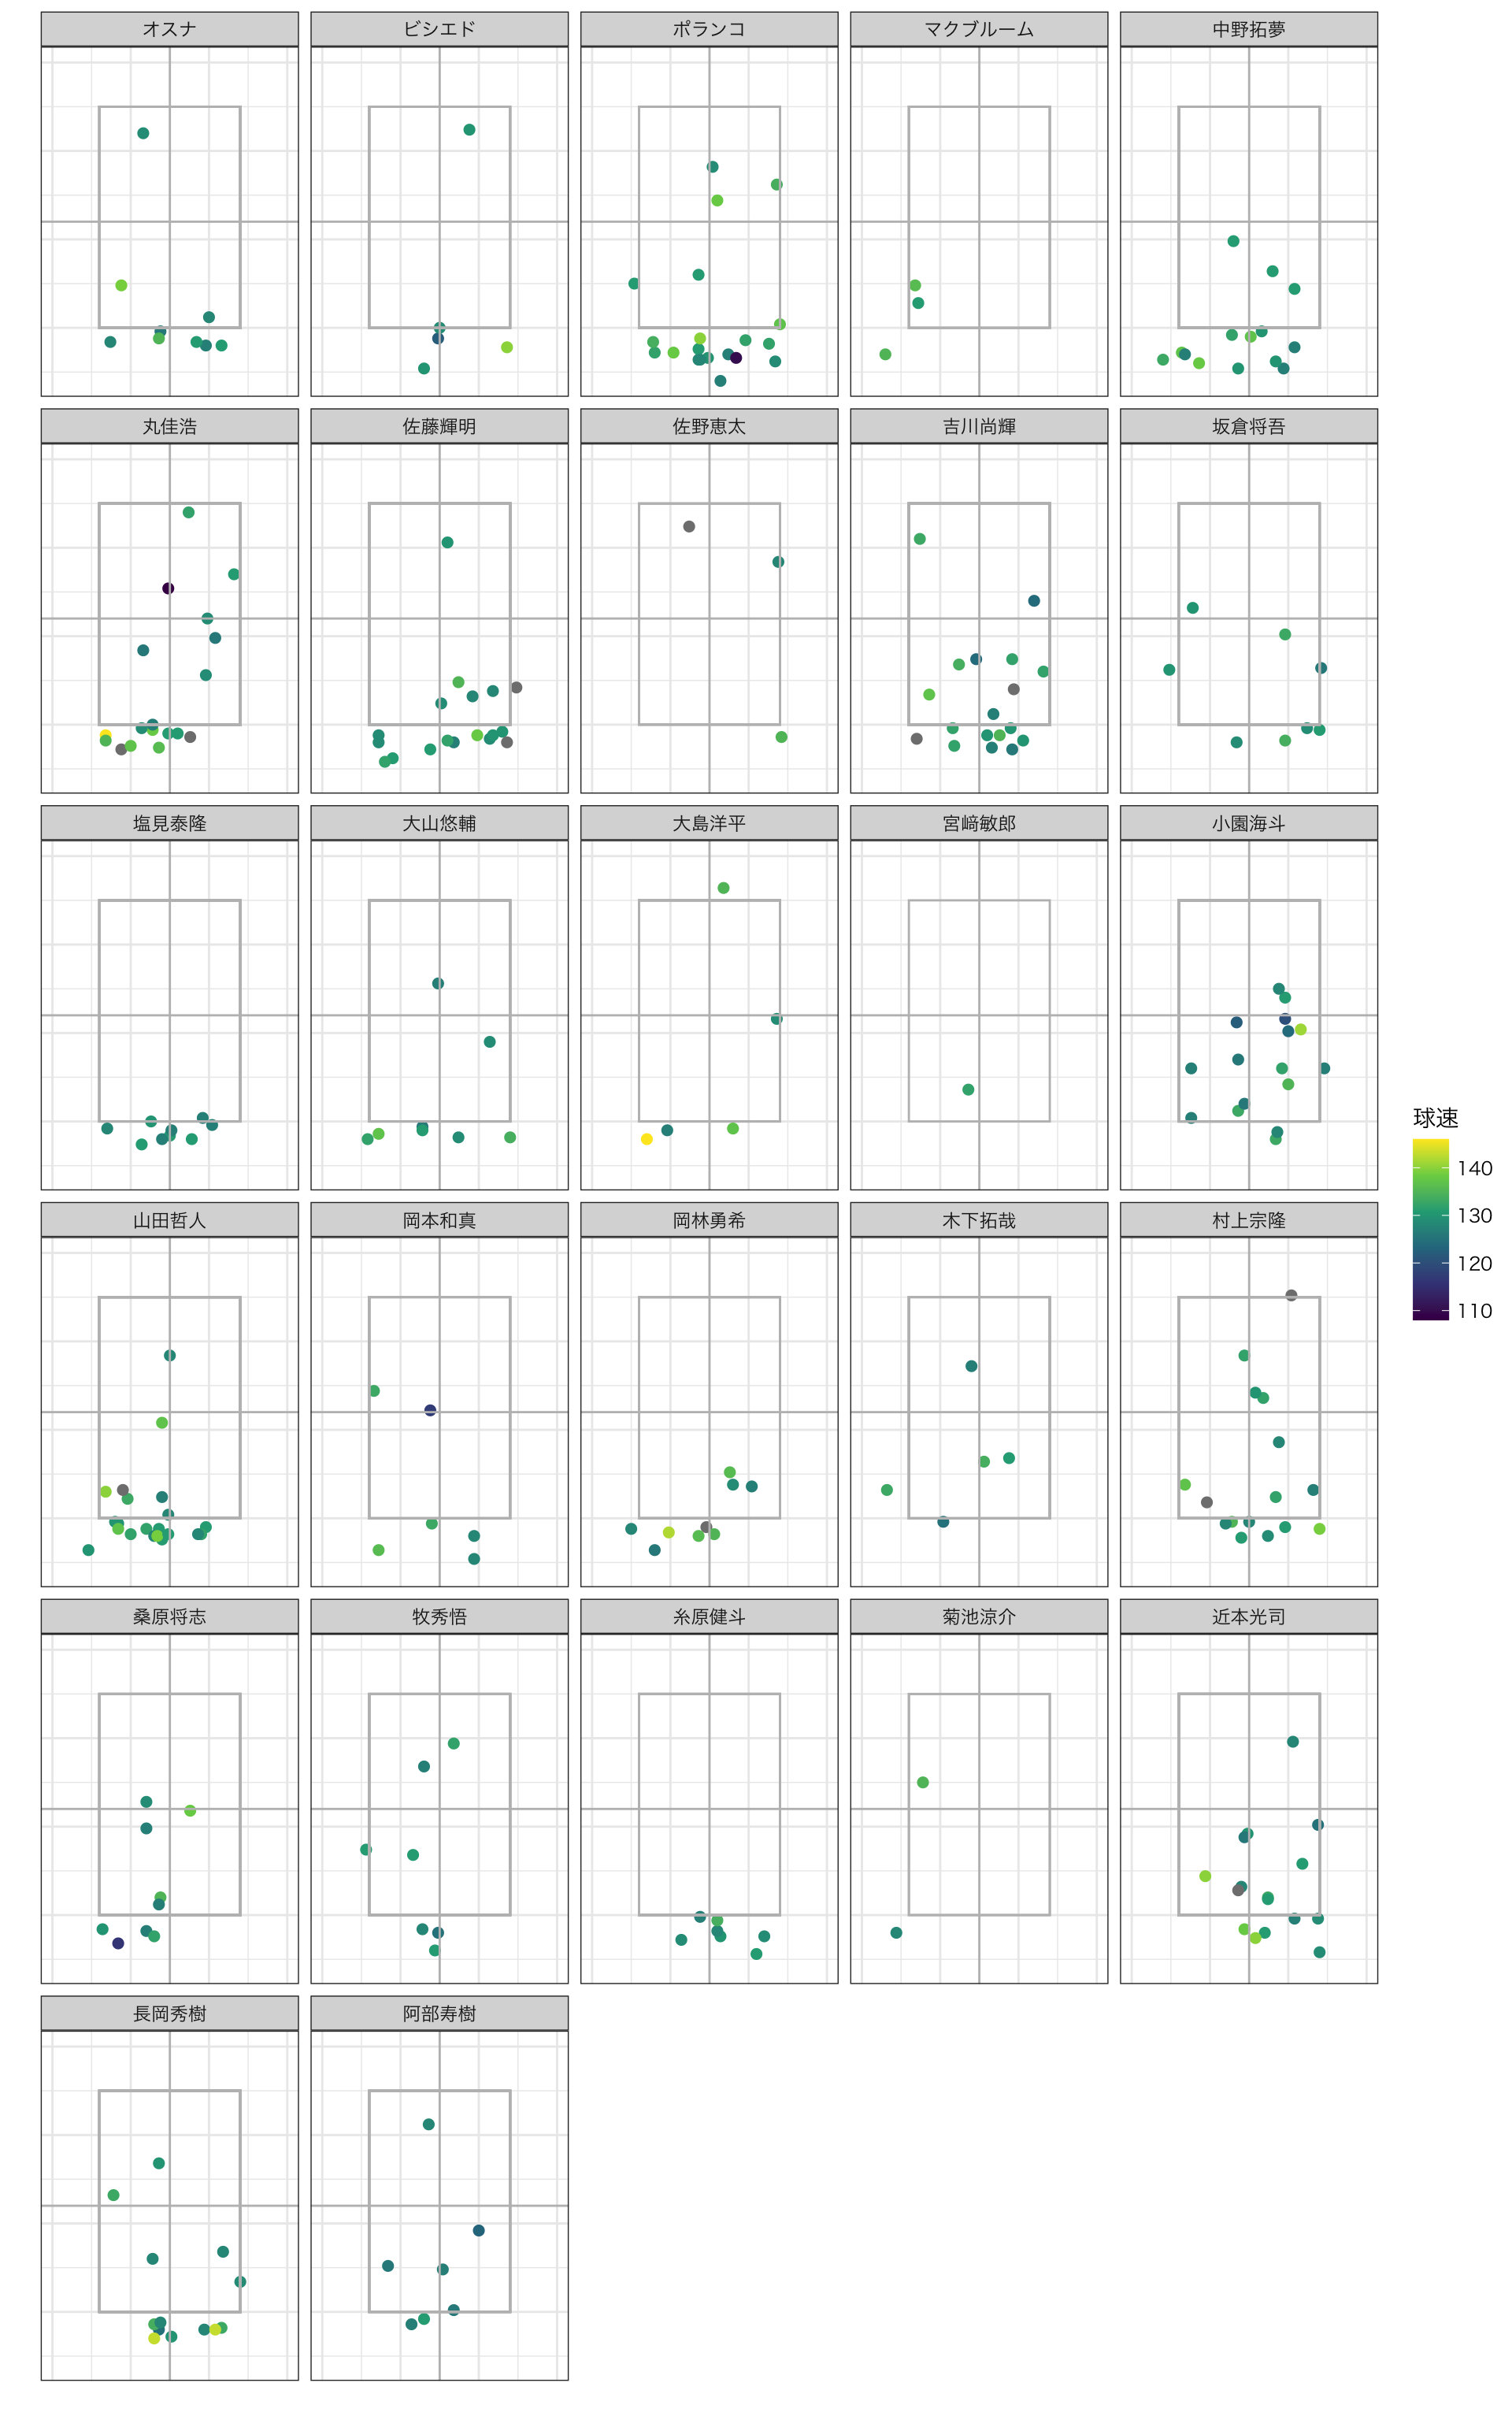 オスナ
ビシエド
ポランコ
マクブルーム
中野拓夢
丸佳浩
佐藤輝明
佐野恵太
吉川尚輝
坂倉将吾
塩見泰隆
大山悠輔
大島洋平
宮﨑敏郎
小園海斗
山田哲人
岡本和真
岡林勇希
木下拓哉
村上宗隆
桑原将志
牧秀悟
糸原健斗
菊池涼介
近本光司
長岡秀樹
阿部寿樹
球速
140
130
120
110